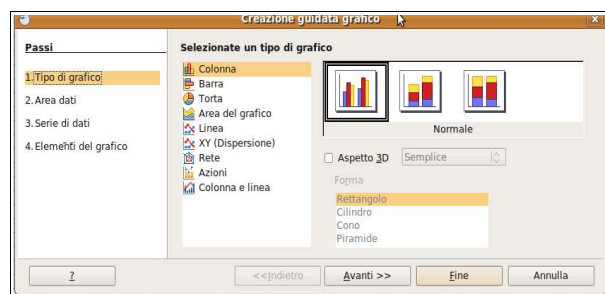 Creazione guidata grafico
Passi
1.Tipo di grafico
2.Area dati
3.Serie di dati
4.Elementi del grafico
Selezionate un tipo di grafico
Colonna
Barra
Torta
Area del grafico
Linea
XY (Dispersione)
Rete
Azioni
Colonna e linea
Normale
Aspetto 3D
Semplice
Forma
Rettangolo
Cilindro
Cono
Piramide
?
<<Indietro
Avanti >>
Fine
Annulla